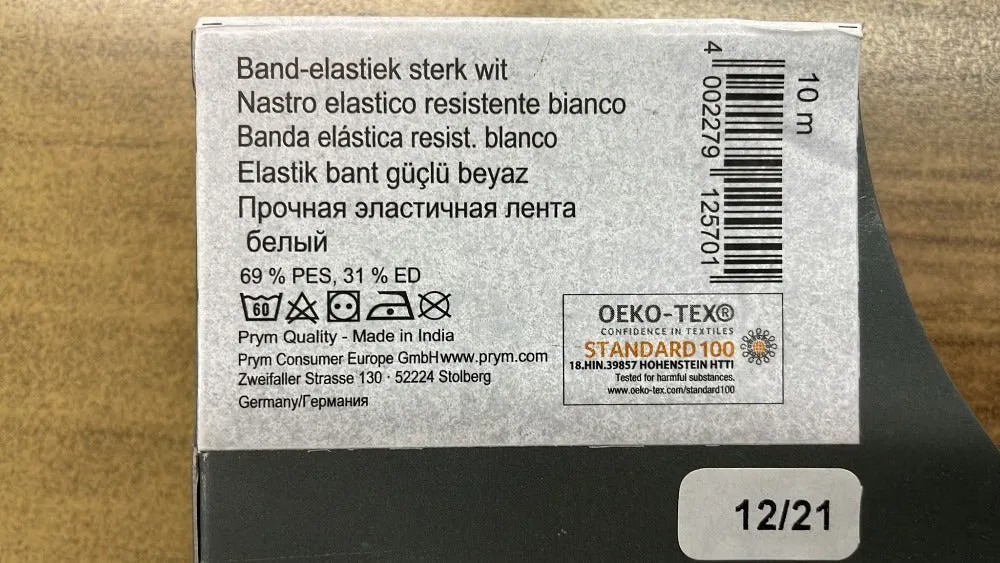 Band-elastiek sterk wit
Nastro elastico resistente bianco
Banda elástica resist. blanco
Elastik bant güçlü beyaz
Прочная эластичная лента
белый
69 % PES, 31 % ED
60
Prym Quality - Made in India
Prym Consumer Europe GmbH www.prym.com
Zweifaller Strasse 130 · 52224 Stolberg
Germany/Германия
4 002279 125701
10 m
OEKO-TEX®
CONFIDENCE IN TEXTILES
STANDARD 100
18.HIN.39857 HOHENSTEIN HTTI
Tested for harmful substances.
www.oeko-tex.com/standard100
12/21